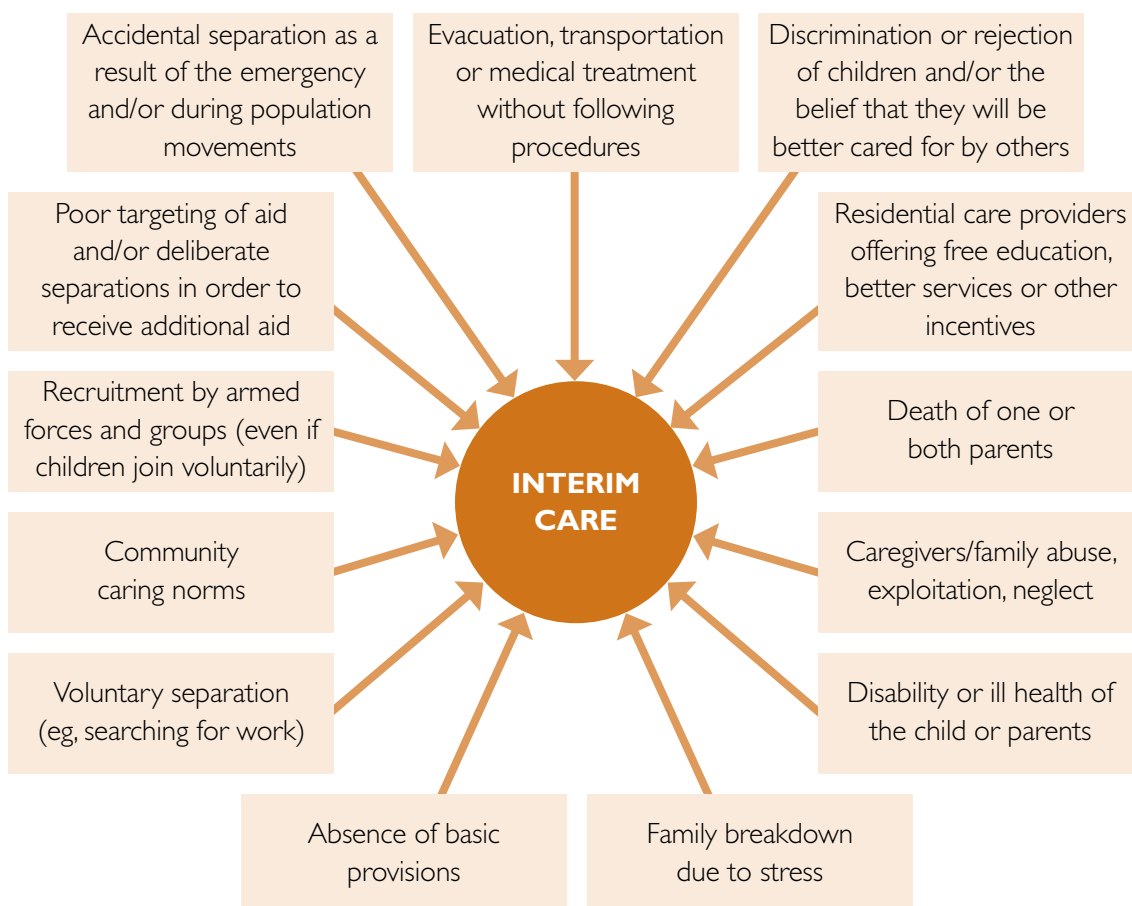 Accidental separation as a
result of the emergency
and/or during population
movements
Evacuation, transportation
or medical treatment
without following
procedures
Discrimination or rejection
of children and/or the
belief that they will be
better cared for by others
Poor targeting of aid
and/or deliberate
separations in order to
receive additional aid
Residential care providers
offering free education,
better services or other
incentives
Recruitment by armed
forces and groups (even if
children join voluntarily)
Death of one or
both parents
INTERIM
CARE
Community
caring norms
Caregivers/family abuse,
exploitation, neglect
Voluntary separation
(eg, searching for work)
Disability or ill health of
the child or parents
Absence of basic
provisions
Family breakdown
due to stress